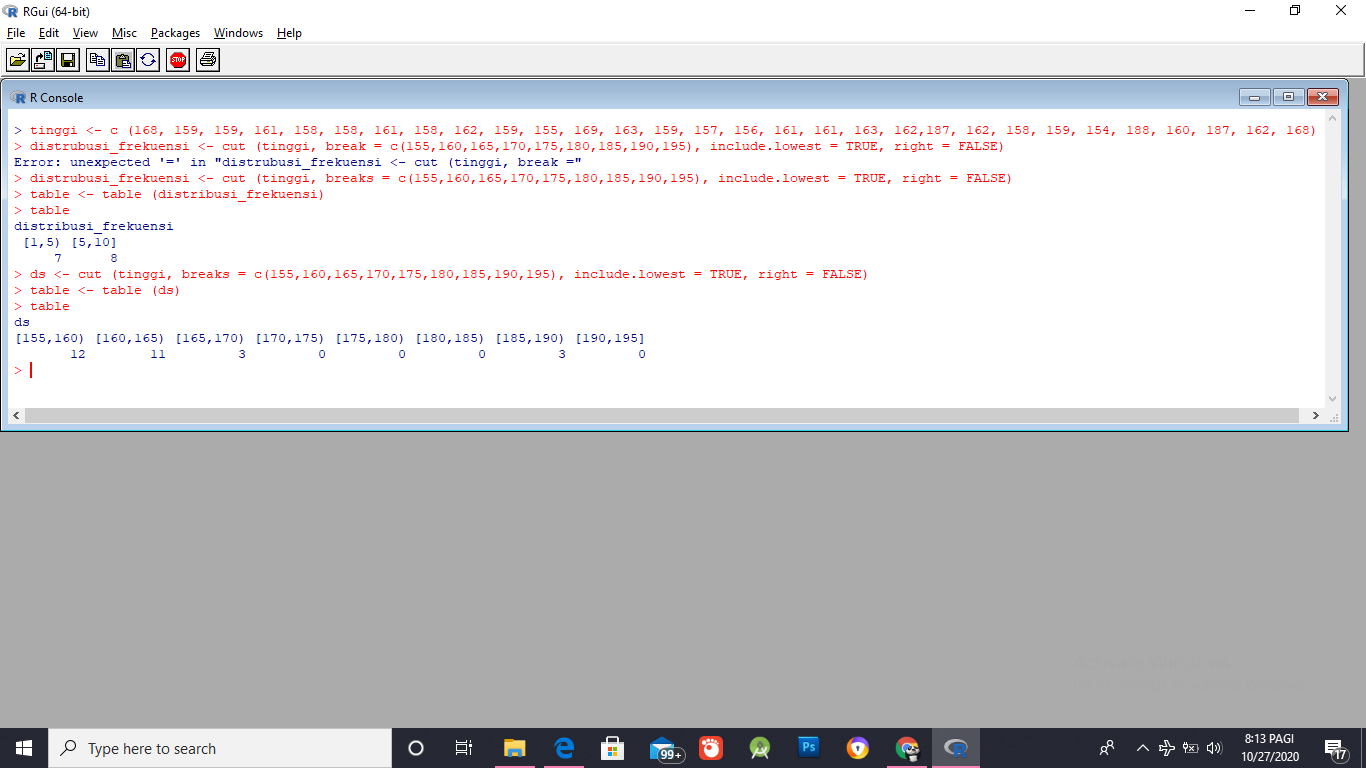 RGui (64-bit)
File Edit View Misc Packages Windows Help
STOP
R Console
> tinggi <- c (168, 159, 159, 161, 158, 158, 161, 158, 162, 159, 155, 169, 163, 159, 157, 156, 161, 161, 163, 162,187, 162, 158, 159, 154, 188, 160, 187, 162, 168)
> distrubusi_frekuensi <- cut (tinggi, break = c(155,160,165,170,175,180,185,190,195), include.lowest = TRUE, right = FALSE)
Error: unexpected '=' in "distrubusi_frekuensi <- cut (tinggi, break ="
> distrubusi_frekuensi <- cut (tinggi, breaks = c(155,160,165,170,175,180,185,190,195), include.lowest = TRUE, right = FALSE)
> table <- table (distribusi_frekuensi)
> table
distribusi_frekuensi
[1,5) [5,10]
7 8
> ds <- cut (tinggi, breaks = c(155,160,165,170,175,180,185,190,195), include.lowest = TRUE, right = FALSE)
> table <- table (ds)
> table
ds
[155,160) [160,165) [165,170) [170,175) [175,180) [180,185) [185,190) [190,195]
12 11 3 0 0 0 3 0
>
Type here to search
99+
Ps
8:13 PAGI
10/27/2020
17